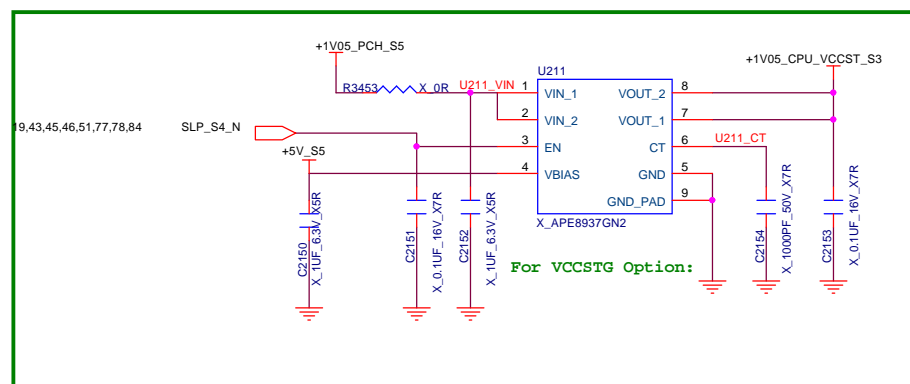 +1V05_PCH_S5
+1V05_CPU_VCCST_S3
U211
R3453
X_0R
U211_VIN
1
VIN_1
VOUT_2
8
2
VIN_2
VOUT_1
7
19,43,45,46,51,77,78,84
SLP_S4_N
3
EN
CT
6
U211_CT
+5V_S5
4
VBIAS
GND
5
GND_PAD
9
X_APE8937GN2
C2150
X_1UF_6.3V_X5R
C2151
X_0.1UF_16V_X7R
C2152
X_1UF_6.3V_X5R
C2154
X_1000PF_50V_X7R
C2153
X_0.1UF_16V_X7R
For VCCSTG Option: